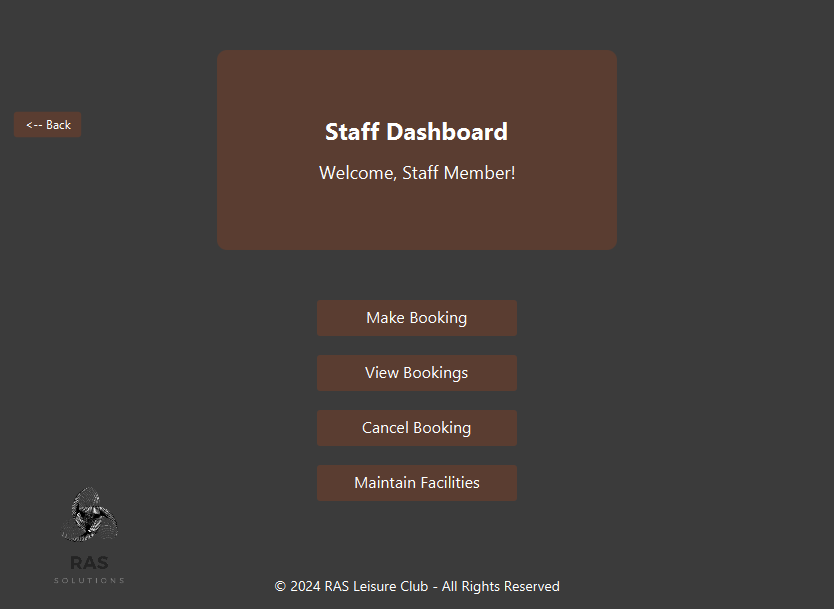 <-- Back
Staff Dashboard
Welcome, Staff Member!
Make Booking
View Bookings
Cancel Booking
Maintain Facilities
RAS
SOLUTIONS
© 2024 RAS Leisure Club - All Rights Reserved